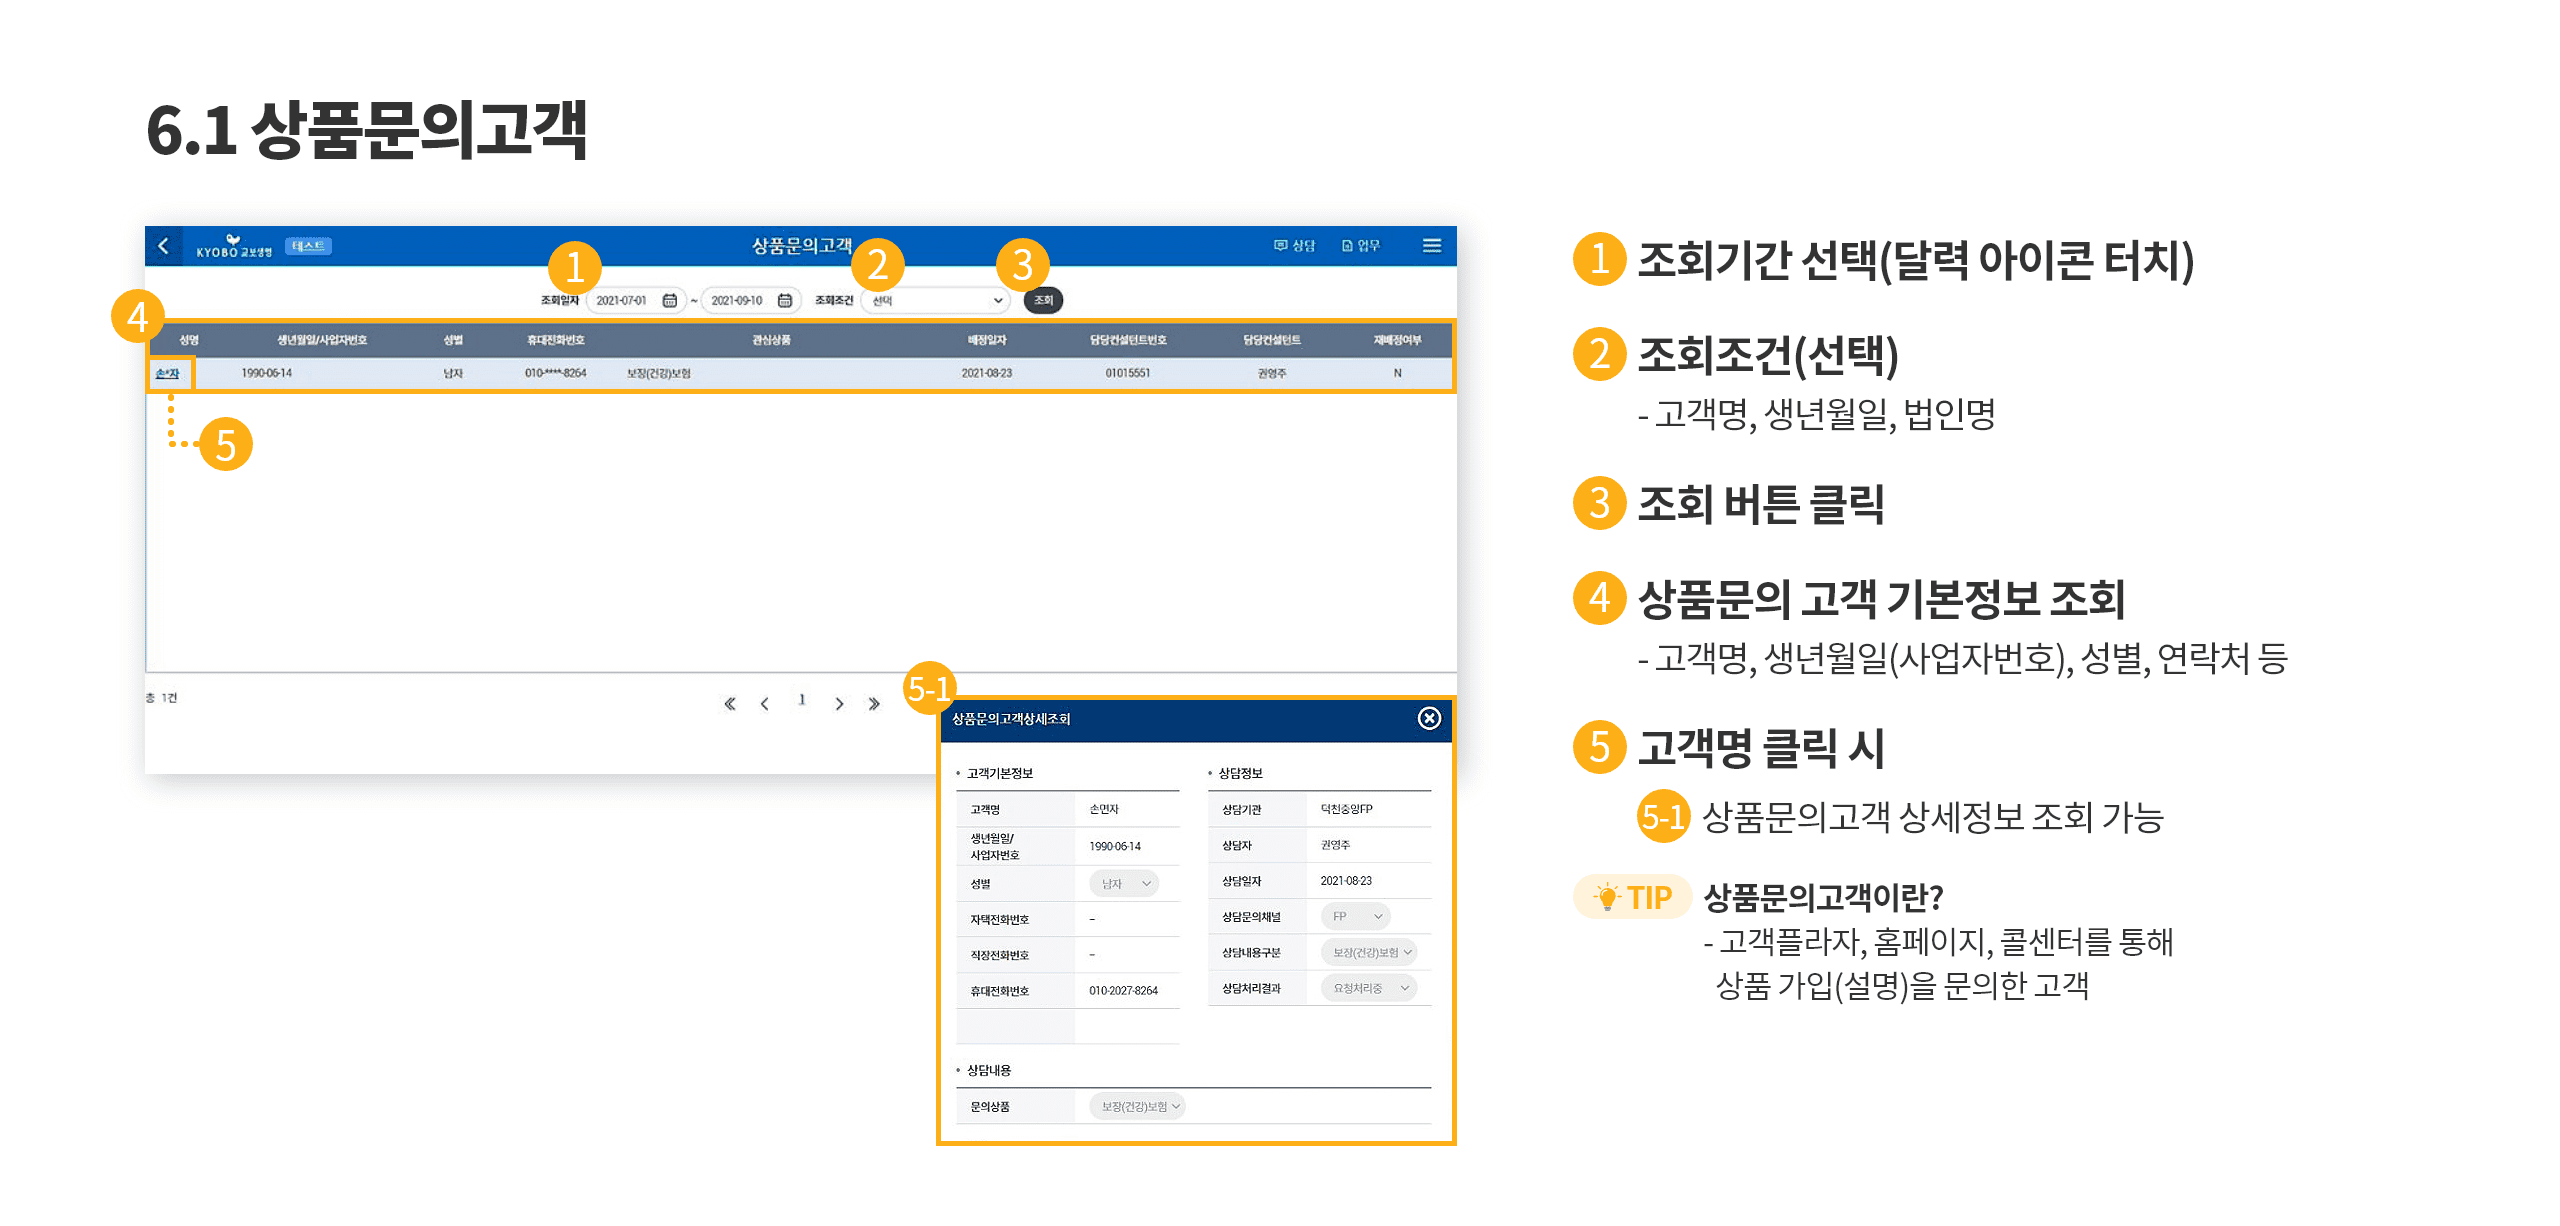 6.1 상품문의고객
KYOBO 교보생명 테스트 상품문의고객 상담 업무
1 2 3
조회일자 2021-07-01 ~ 2021-09-10 조회조건 선택 조회
4
성명 생년월일/사업자번호 성별 휴대전화번호 관심상품 배정일자 담당컨설턴트번호 담당컨설턴트 재배정여부
손*자 1990-06-14 남자 010-****-8264 보장(건강)보험 2021-08-23 01015551 권영주 N
5
총 1건 1
5-1
상품문의고객상세조회
• 고객기본정보
고객명 손먼자
생년월일/
사업자번호 1990-06-14
성별 남자
자택전화번호 –
직장전화번호 –
휴대전화번호 010-2027-8264
• 상담정보
상담기관 덕천중앙FP
상담자 권영주
상담일자 2021-08-23
상담문의채널 FP
상담내용구분 보장(건강)보험
상담처리결과 요청처리중
• 상담내용
문의상품 보장(건강)보험
1 조회기간 선택(달력 아이콘 터치)
2 조회조건(선택)
- 고객명, 생년월일, 법인명
3 조회 버튼 클릭
4 상품문의 고객 기본정보 조회
- 고객명, 생년월일(사업자번호), 성별, 연락처 등
5 고객명 클릭 시
5-1 상품문의고객 상세정보 조회 가능
TIP 상품문의고객이란?
- 고객플라자, 홈페이지, 콜센터를 통해
상품 가입(설명)을 문의한 고객